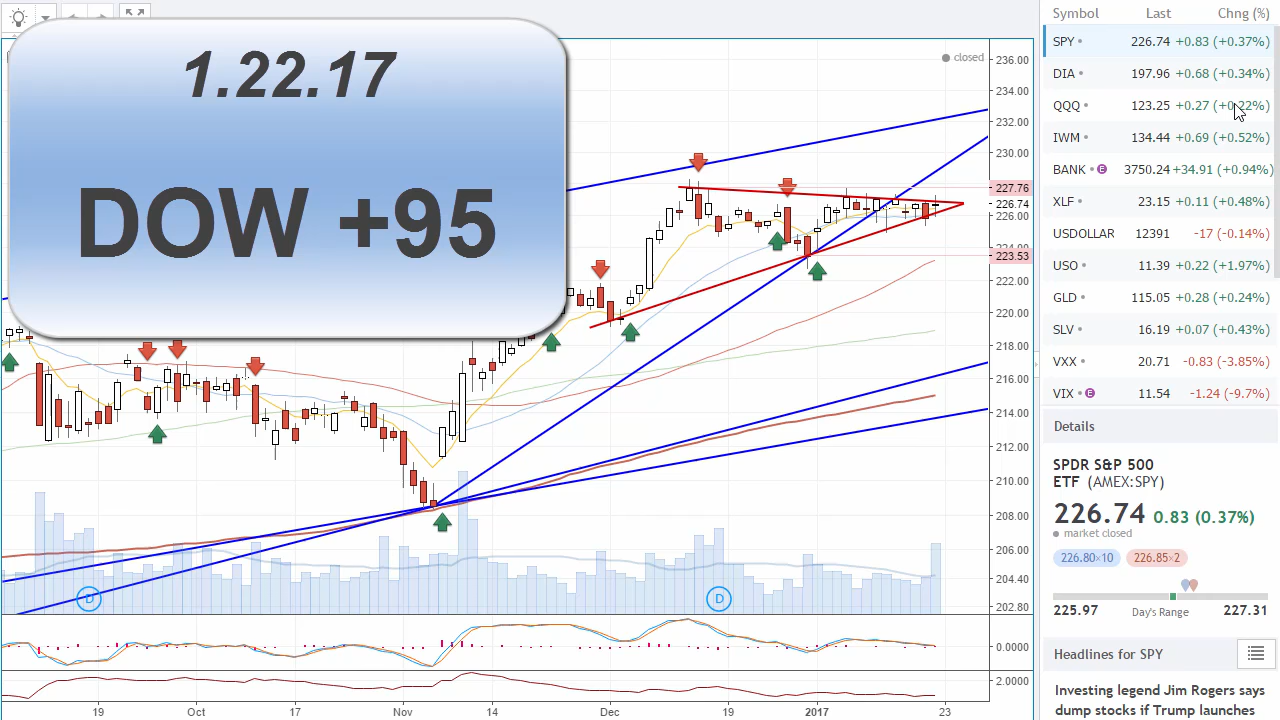 1.22.17
DOW +95
closed
236.00
234.00
232.00
230.00
227.76
226.74
226.00
224.00
223.53
222.00
220.00
218.00
216.00
214.00
212.00
210.00
208.00
206.00
204.40
202.80
0.0000
2.0000
D
D
19
Oct
17
Nov
14
Dec
19
2017
23
Symbol Last Chng (%)
SPY 226.74 +0.83 (+0.37%)
DIA 197.96 +0.68 (+0.34%)
QQQ 123.25 +0.27 (+0.22%)
IWM 134.44 +0.69 (+0.52%)
BANK E 3750.24 +34.91 (+0.94%)
XLF 23.15 +0.11 (+0.48%)
USDOLLAR 12391 -17 (-0.14%)
USO 11.39 +0.22 (+1.97%)
GLD 115.05 +0.28 (+0.24%)
SLV 16.19 +0.07 (+0.43%)
VXX 20.71 -0.83 (-3.85%)
VIX E 11.54 -1.24 (-9.7%)
Details
SPDR S&P 500
ETF (AMEX:SPY)
226.74 0.83 (0.37%)
market closed
226.80×10 226.85×2
225.97 Day's Range 227.31
Headlines for SPY
Investing legend Jim Rogers says
dump stocks if Trump launches